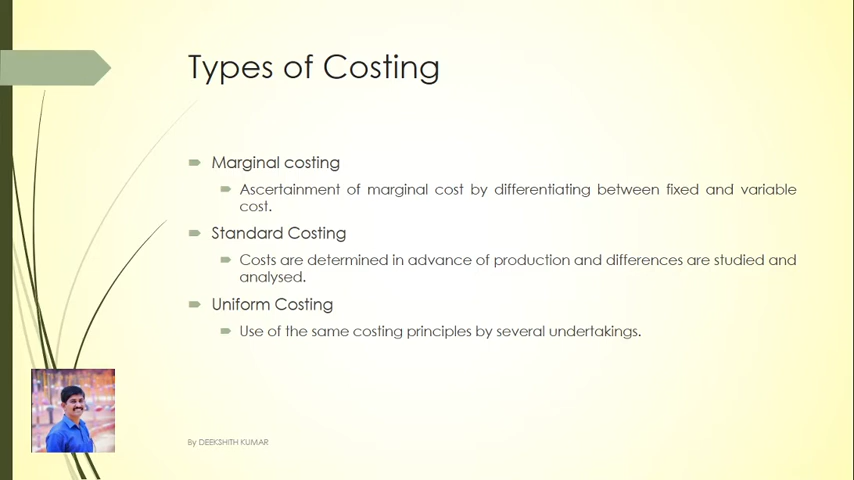 Types of Costing
Marginal costing
Ascertainment of marginal cost by differentiating between fixed and variable
cost.
Standard Costing
Costs are determined in advance of production and differences are studied and
analysed.
Uniform Costing
Use of the same costing principles by several undertakings.
By DEEKSHITH KUMAR